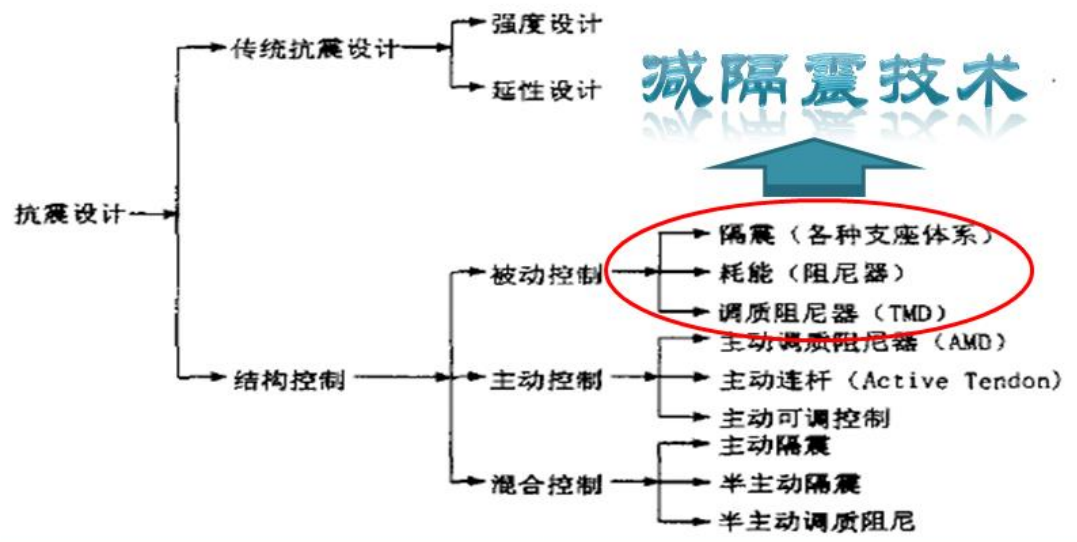 强度设计
传统抗震设计
延性设计
减隔震技术
抗震设计
隔震（各种支座体系）
被动控制
耗能（阻尼器）
调质阻尼器（TMD）
主动调质阻尼器（AMD）
结构控制
主动控制
主动连杆（Active Tendon）
主动可调控制
主动隔震
混合控制
半主动隔震
半主动调质阻尼